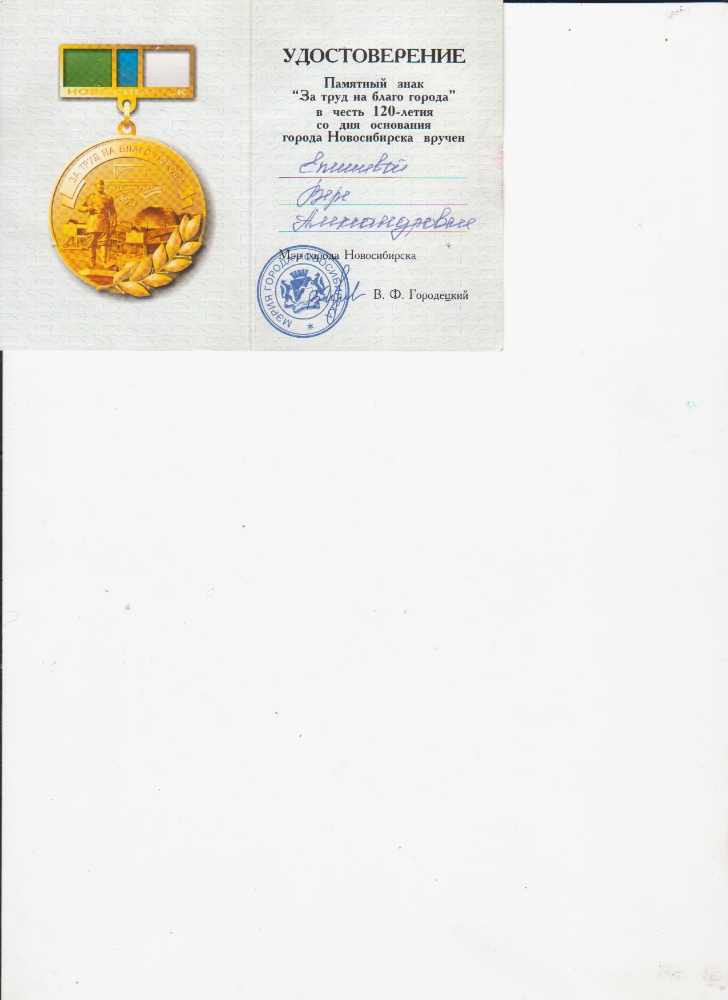 НОВОСИБИРСК
ЗА ТРУД НА БЛАГО ГОРОДА
120
УДОСТОВЕРЕНИЕ
Памятный знак
“За труд на благо города”
в честь 120-летия
со дня основания
города Новосибирска вручен
Епишевой
Вере
Александровне
Мэр города Новосибирска
МЭРИЯ ГОРОДА НОВОСИБИРСКА
В. Ф. Городецкий